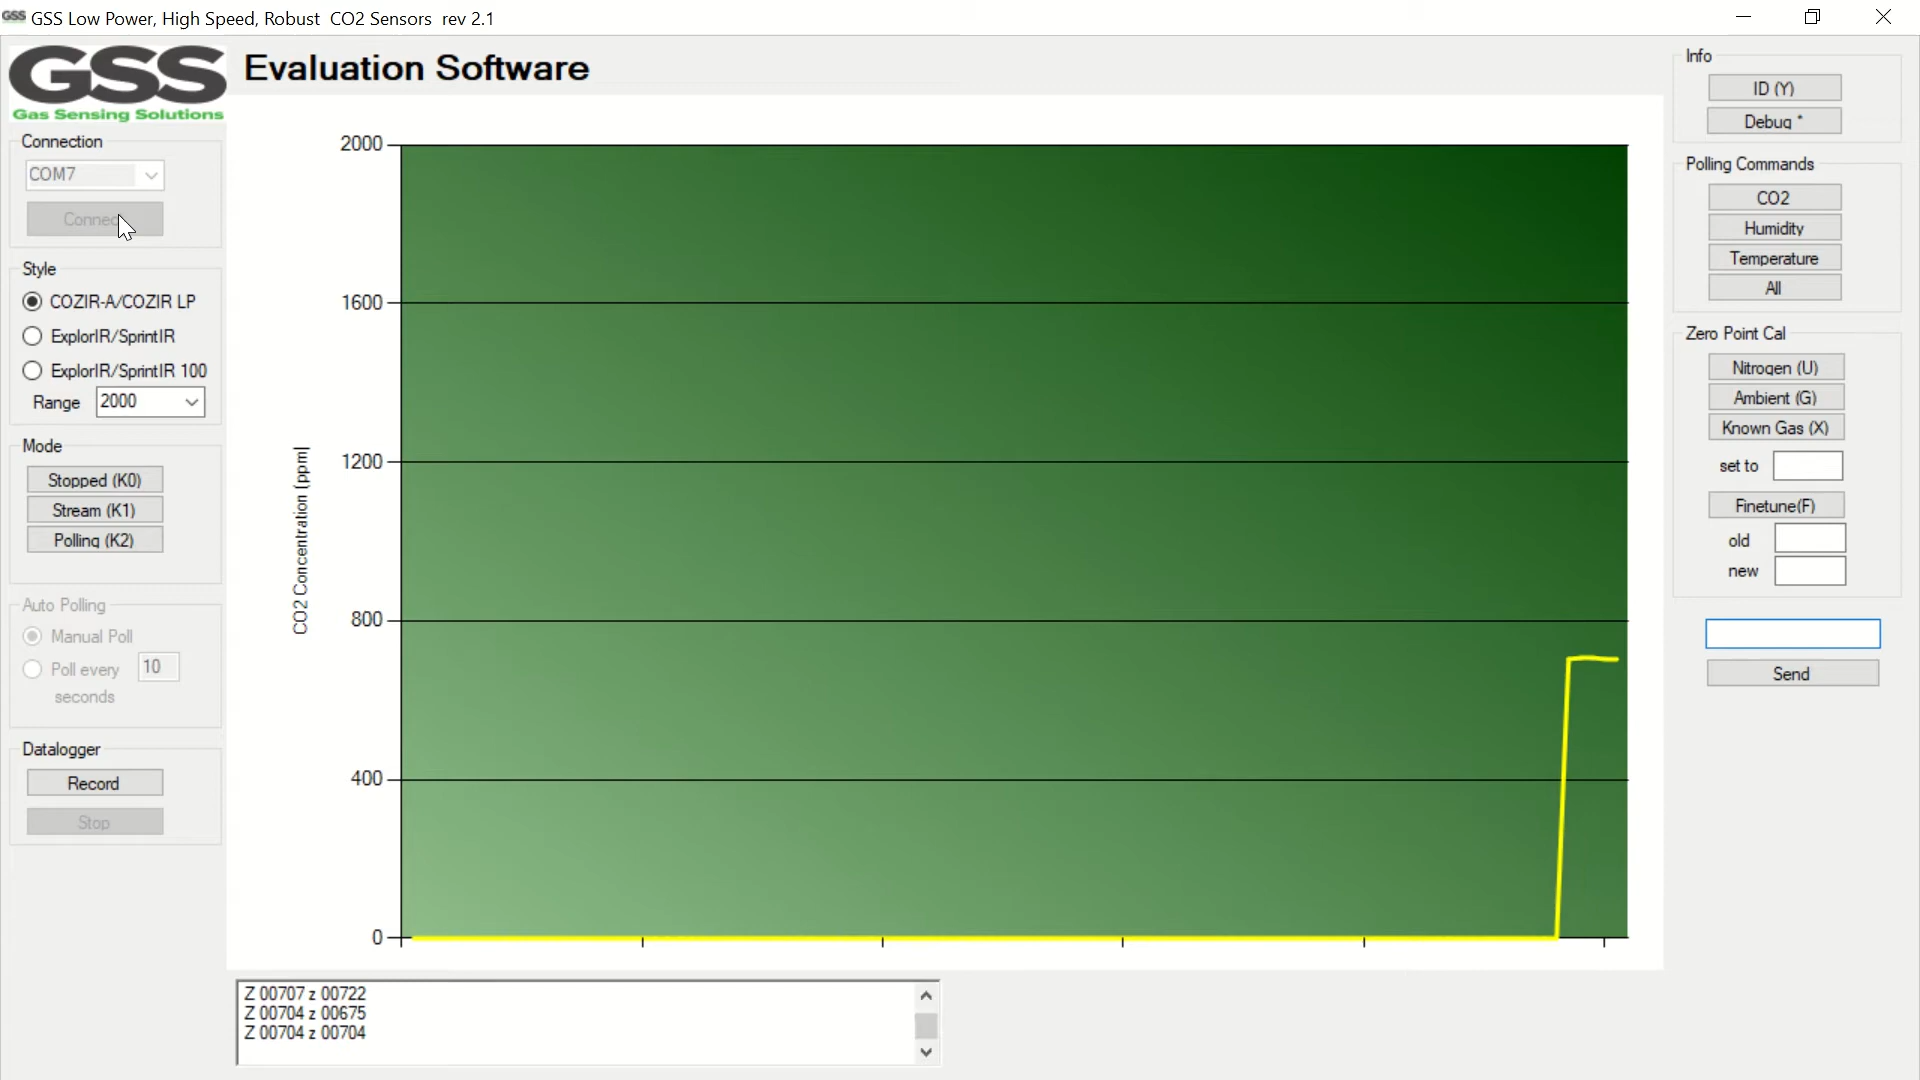 GSS GSS Low Power, High Speed, Robust CO2 Sensors rev 2.1
GSS
Gas Sensing Solutions
Evaluation Software
Connection
COM7
Style
COZIR-A/COZIR LP
ExplorIR/SprintIR
ExplorIR/SprintIR 100
Range 2000
Mode
Stopped (K0)
Stream (K1)
Polling (K2)
Auto Polling
Manual Poll
Poll every 10
seconds
Datalogger
Record
Stop
CO2 Concentration (ppm)
2000
1600
1200
800
400
0
Z 00707 z 00722
Z 00704 z 00675
Z 00704 z 00704
Info
ID (Y)
Debug *
Polling Commands
CO2
Humidity
Temperature
All
Zero Point Cal
Nitrogen (U)
Ambient (G)
Known Gas (X)
set to
Finetune(F)
old
new
Send